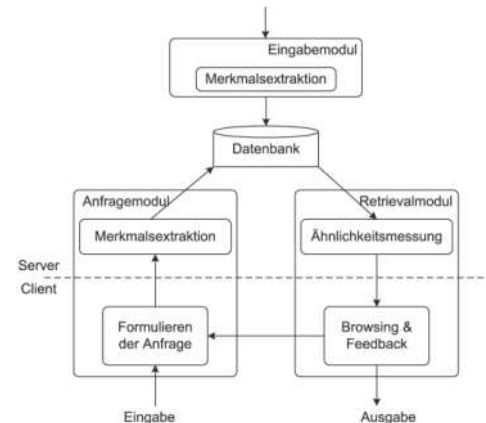 Eingabemodul
Merkmalsextraktion
Datenbank
Anfragemodul
Merkmalsextraktion
Retrievalmodul
Ähnlichkeitsmessung
Server
Client
Formulieren
der Anfrage
Browsing &
Feedback
Eingabe
Ausgabe